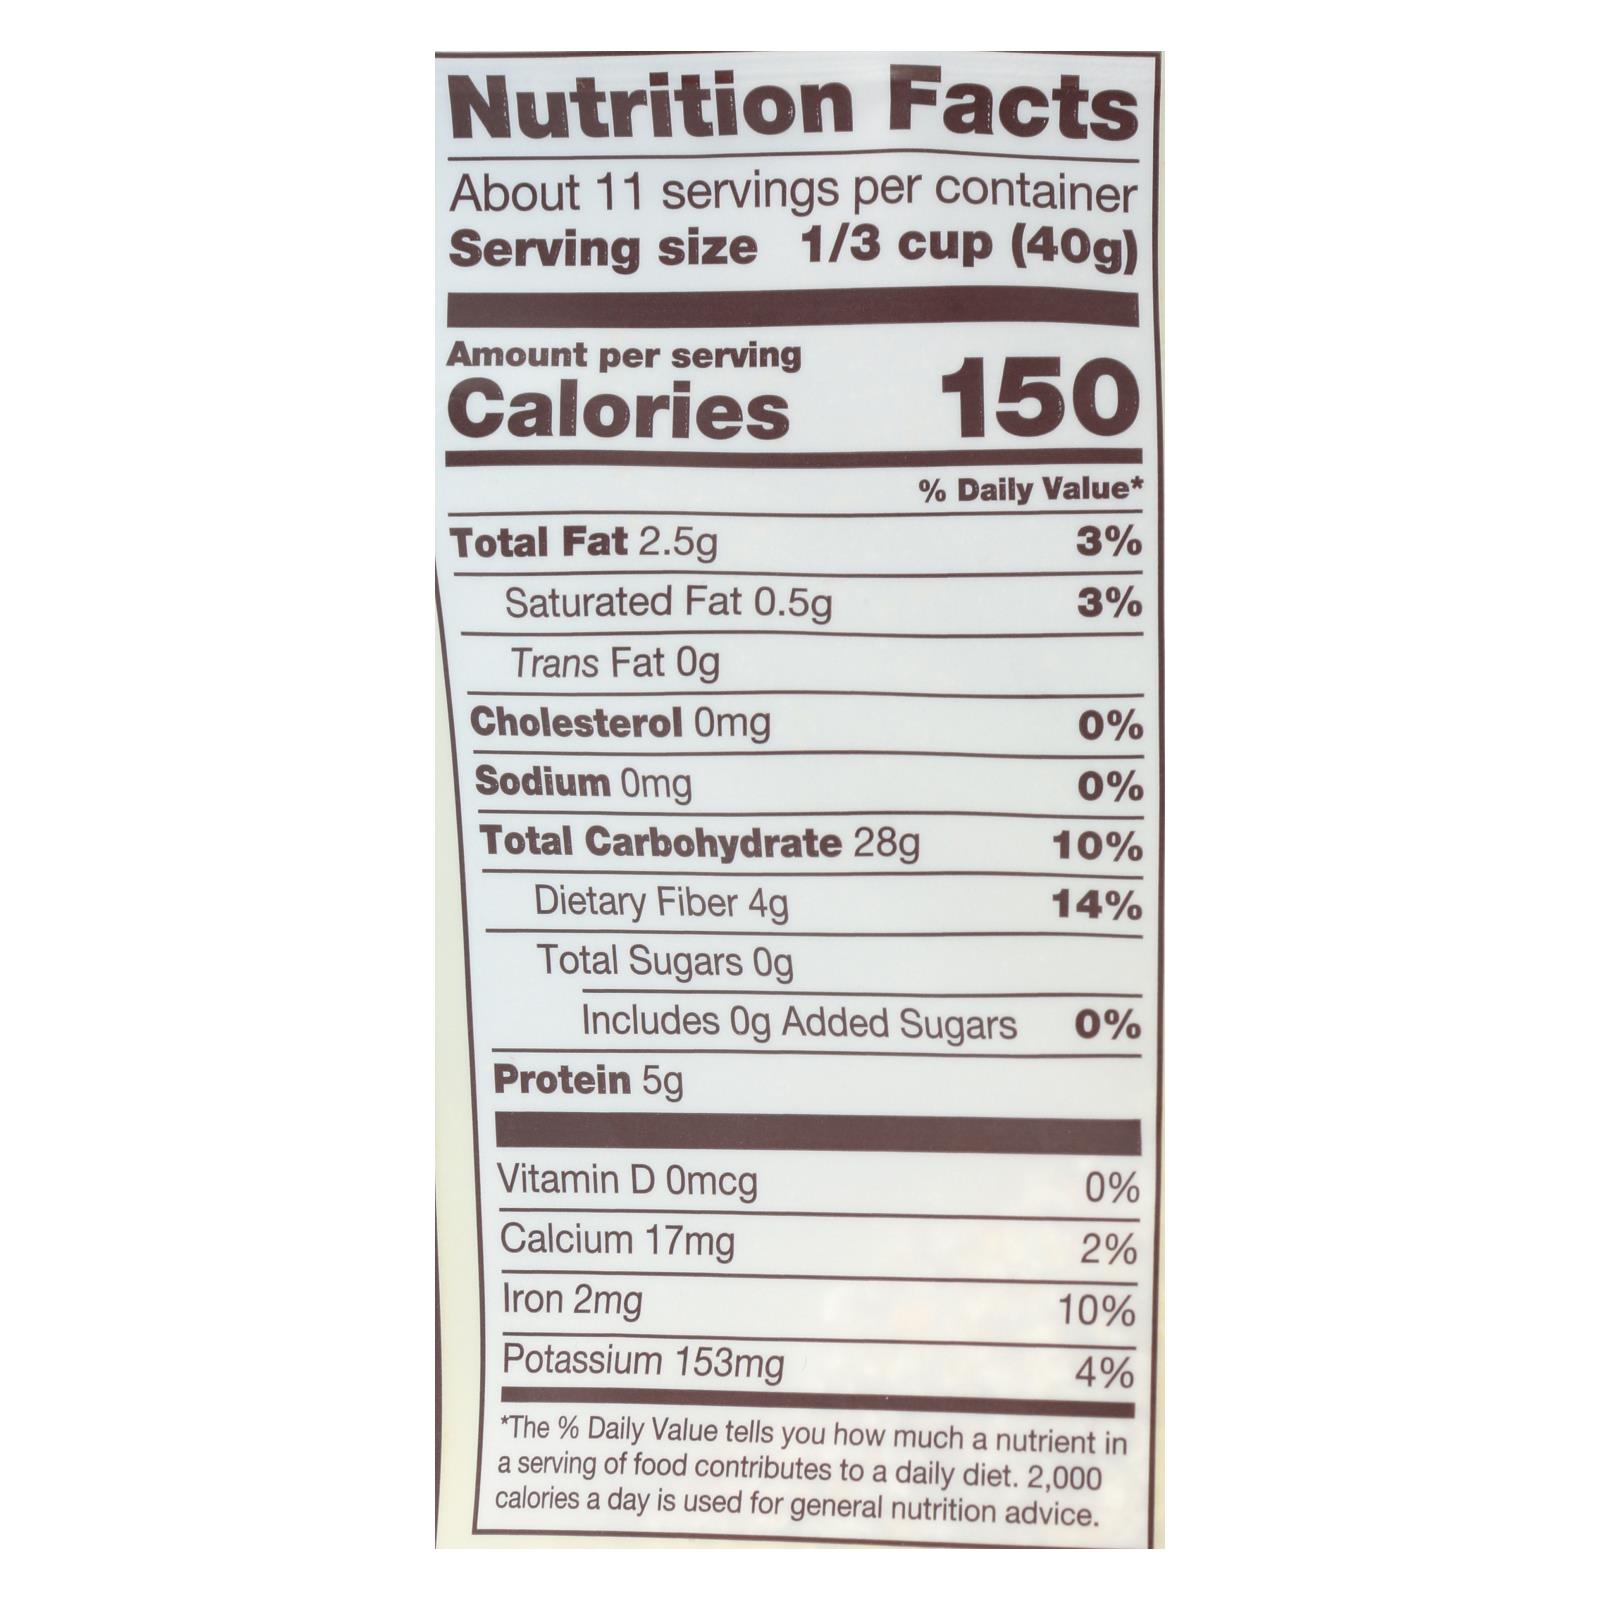 Nutrition Facts
About 11 servings per container
Serving size 1/3 cup (40g)
Amount per serving
Calories 150
% Daily Value*
Total Fat 2.5g 3%
Saturated Fat 0.5g 3%
Trans Fat 0g
Cholesterol 0mg 0%
Sodium 0mg 0%
Total Carbohydrate 28g 10%
Dietary Fiber 4g 14%
Total Sugars 0g
Includes 0g Added Sugars 0%
Protein 5g
Vitamin D 0mcg 0%
Calcium 17mg 2%
Iron 2mg 10%
Potassium 153mg 4%
*The % Daily Value tells you how much a nutrient in
a serving of food contributes to a daily diet. 2,000
calories a day is used for general nutrition advice.